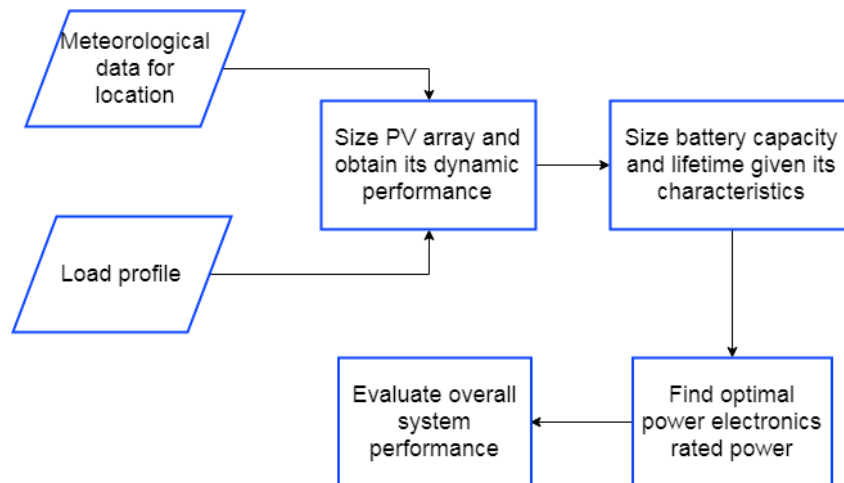 Meteorological
data for
location
Size PV array and
obtain its dynamic
performance
Size battery capacity
and lifetime given its
characteristics
Load profile
Evaluate overall
system
performance
Find optimal
power electronics
rated power